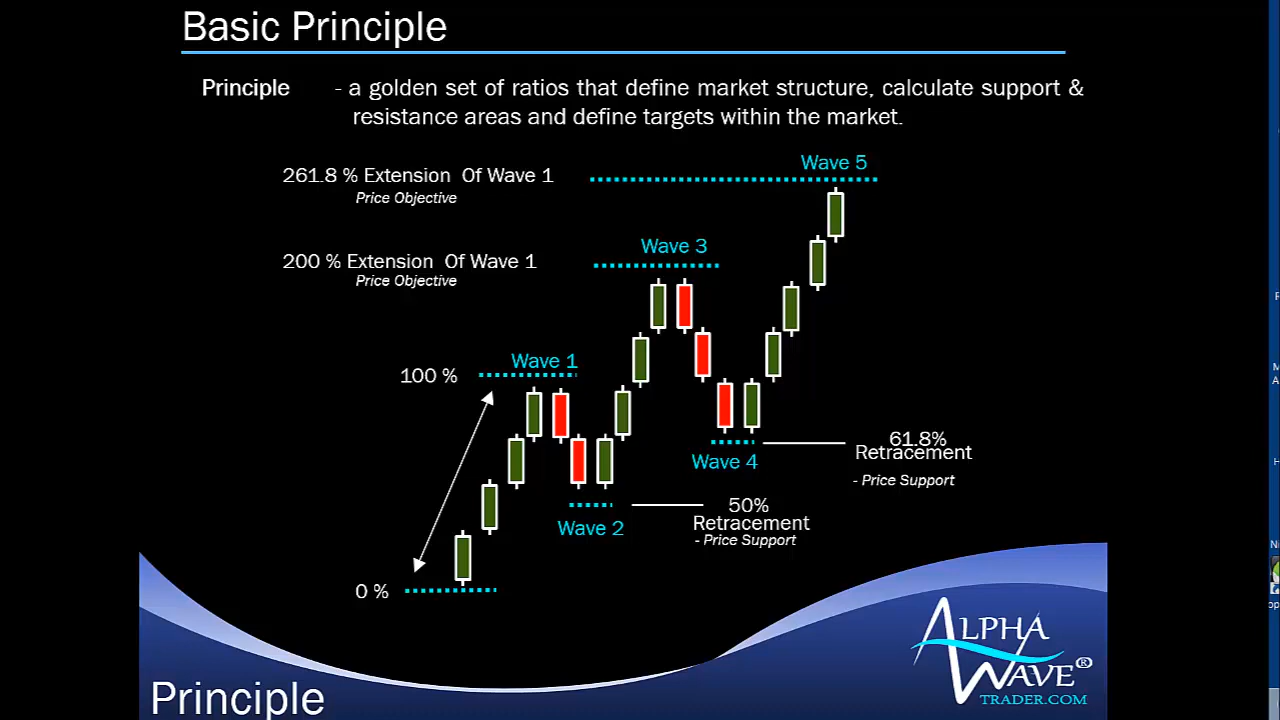 Basic Principle
Principle - a golden set of ratios that define market structure, calculate support &
resistance areas and define targets within the market.
Wave 5
261.8 % Extension Of Wave 1
Price Objective
Wave 3
200 % Extension Of Wave 1
Price Objective
Wave 1
100 %
61.8%
Retracement
Wave 4
- Price Support
50%
Wave 2
Retracement
- Price Support
0 %
ALPHA
WAVE®
TRADER.COM
Principle